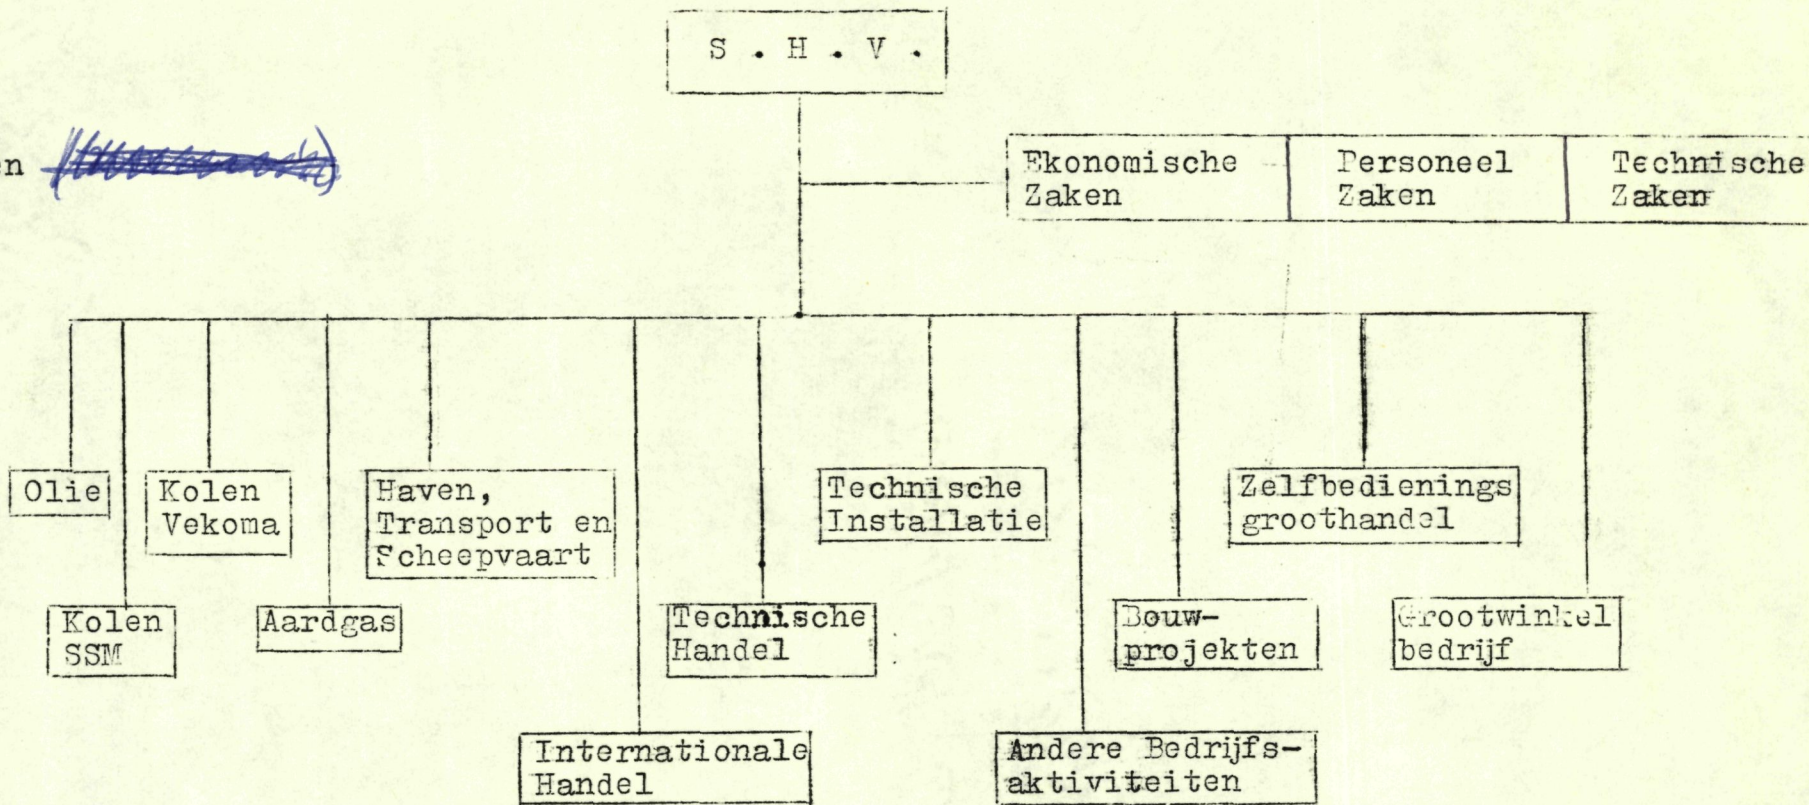 S . H . V .
en
Ekonomische
Zaken
Personeel
Zaken
Technische
Zaken
Olie
Kolen
Vekoma
Haven,
Transport en
Scheepvaart
Technische
Installatie
Zelfbedienings
groothandel
Kolen
SSM
Aardgas
Technische
Handel
Bouw-
projekten
Grootwinkel
bedrijf
Internationale
Handel
Andere Bedrijfs-
aktiviteiten